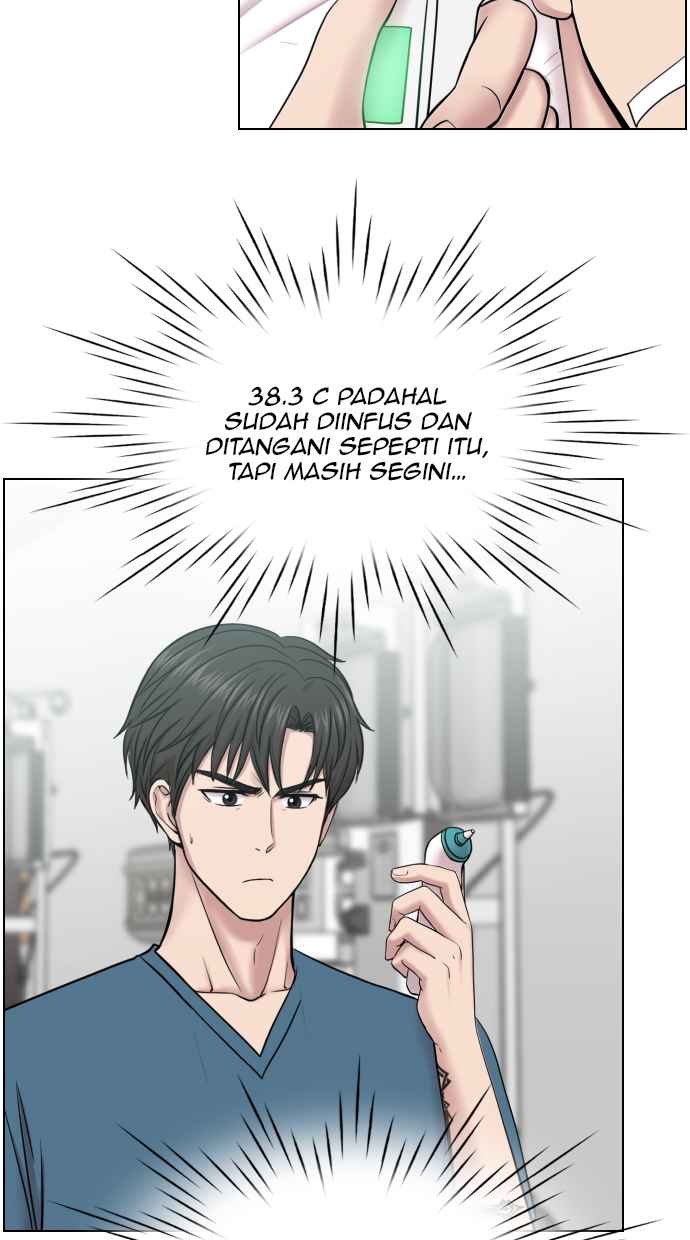 38.3 C PADAHAL
SUDAH DIINFUS DAN
DITANGANI SEPERTI ITU,
TAPI MASIH SEGINI...